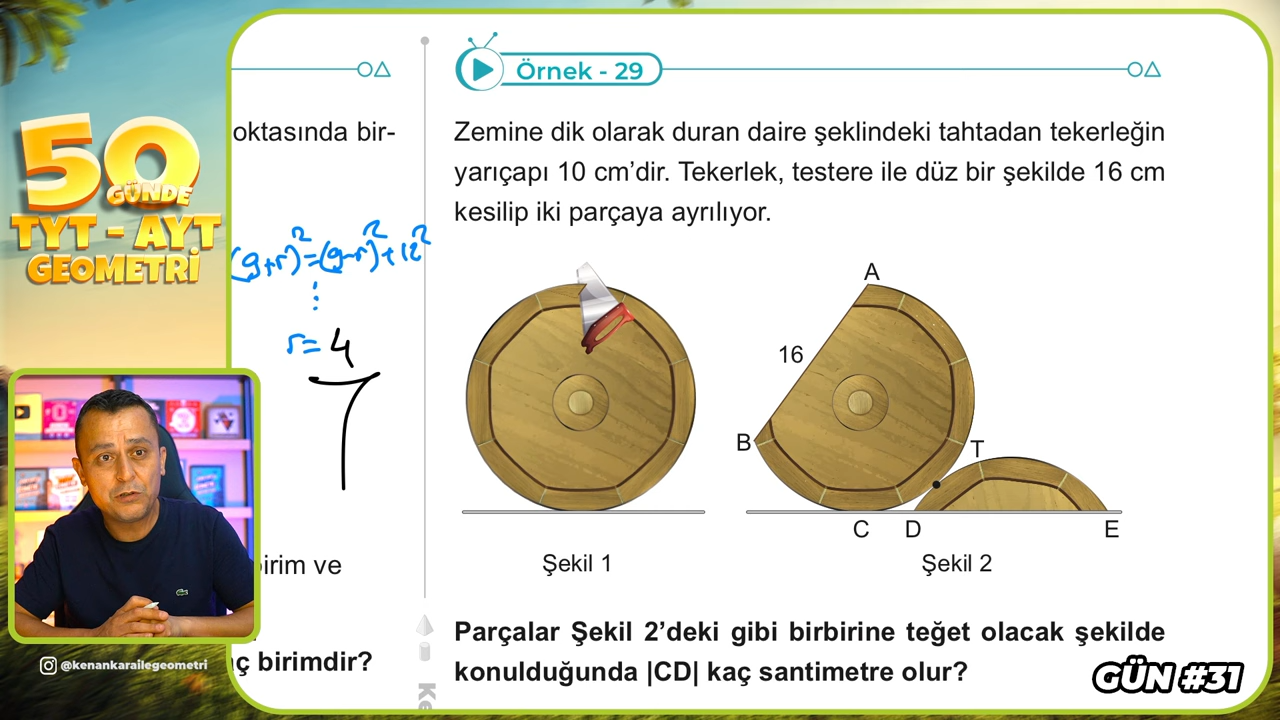 50
GÜNDE
TYT - AYT
GEOMETRİ
@kenankarailegeometri
oktasında bir-
(9+r)²=(9-r)²+12²
r=4
irim ve
ç birimdir?
Örnek - 29
Zemine dik olarak duran daire şeklindeki tahtadan tekerleğin
yarıçapı 10 cm’dir. Tekerlek, testere ile düz bir şekilde 16 cm
kesilip iki parçaya ayrılıyor.
A
16
B
T
C
D
E
Şekil 1
Şekil 2
Parçalar Şekil 2’deki gibi birbirine teğet olacak şekilde
konulduğunda |CD| kaç santimetre olur?
Ke
GÜN #31